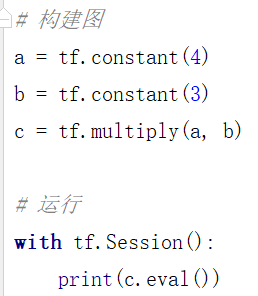 # 构建图
a = tf.constant(4)
b = tf.constant(3)
c = tf.multiply(a, b)

# 运行
with tf.Session():
    print(c.eval())